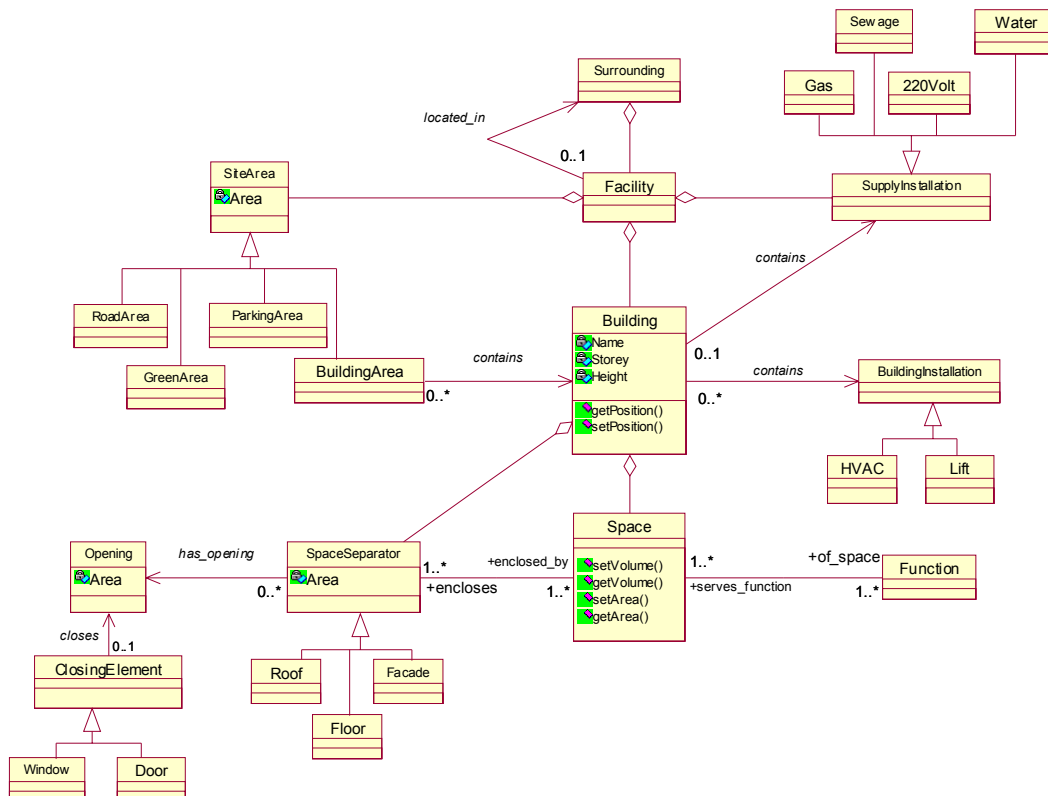 Sewage
Water
Surrounding
Gas
220Volt
located_in
0..1
SiteArea
Area
Facility
SupplyInstallation
contains
RoadArea
ParkingArea
GreenArea
BuildingArea
0..*
contains
Building
Name
Storey
Height
getPosition()
setPosition()
0..1
contains
0..*
BuildingInstallation
HVAC
Lift
Opening
Area
has_opening
0..*
SpaceSeparator
Area
1..*
+encloses
+enclosed_by
1..*
Space
setVolume()
getVolume()
setArea()
getArea()
1..*
+serves_function
+of_space
1..*
Function
closes
0..1
ClosingElement
Roof
Facade
Floor
Window
Door